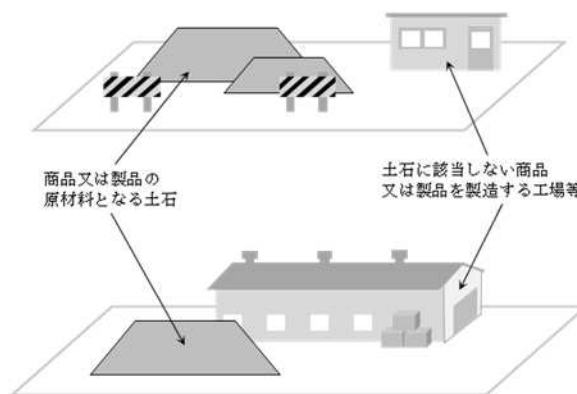 商品又は製品の
原材料となる土石
土石に該当しない商品
又は製品を製造する工場等